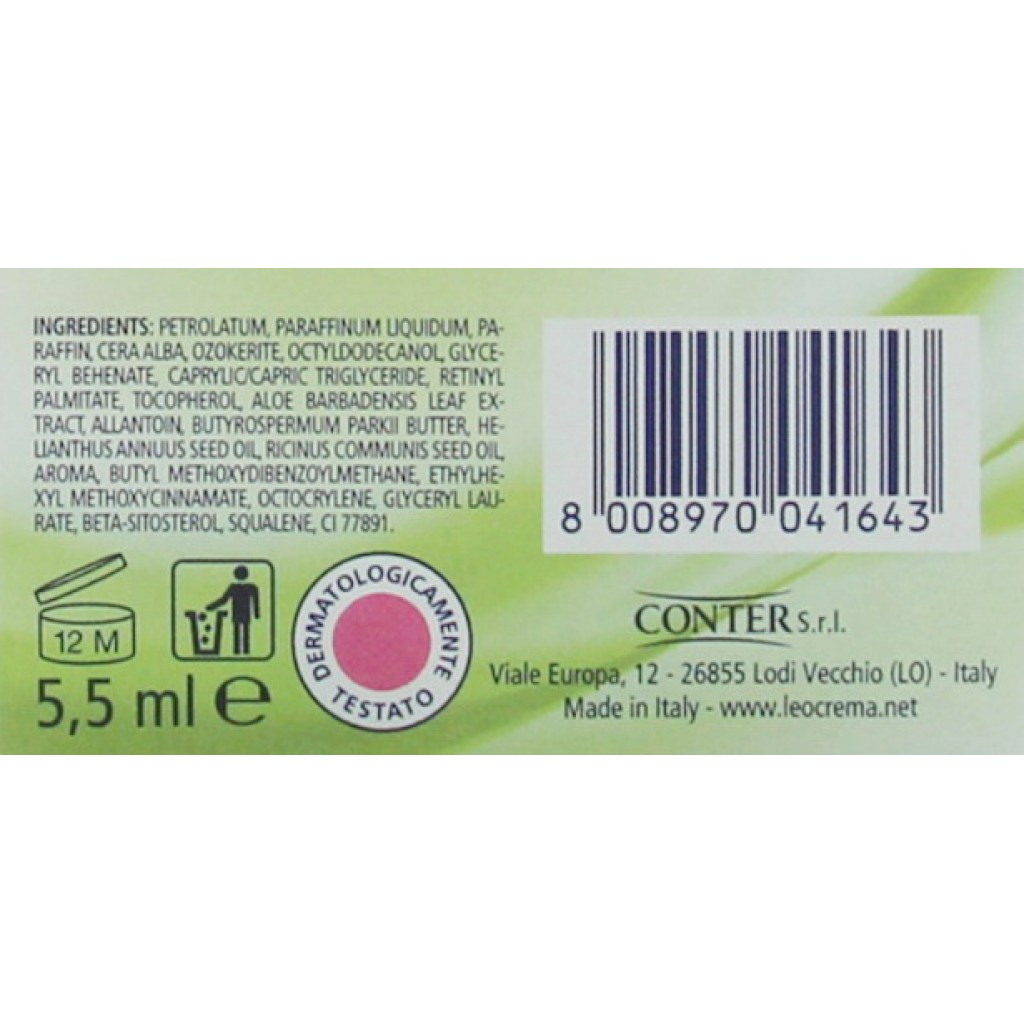 INGREDIENTS: PETROLATUM, PARAFFINUM LIQUIDUM, PA-
RAFFIN, CERA ALBA, OZOKERITE, OCTYLDODECANOL, GLYCE-
RYL BEHENATE, CAPRYLIC/CAPRIC TRIGLYCERIDE, RETINYL
PALMITATE, TOCOPHEROL, ALOE BARBADENSIS LEAF EX-
TRACT, ALLANTOIN, BUTYROSPERMUM PARKII BUTTER, HE-
LIANTHUS ANNUUS SEED OIL, RICINUS COMMUNIS SEED OIL,
AROMA, BUTYL METHOXYDIBENZOYLMETHANE, ETHYLHE-
XYL METHOXYCINNAMATE, OCTOCRYLENE, GLYCERYL LAU-
RATE, BETA-SITOSTEROL, SQUALENE, CI 77891.
12 M
5,5 ml e
DERMATOLOGICAMENTE
TESTATO
8 008970 041643
CONTER S.r.l.
Viale Europa, 12 - 26855 Lodi Vecchio (LO) - Italy
Made in Italy - www.leocrema.net